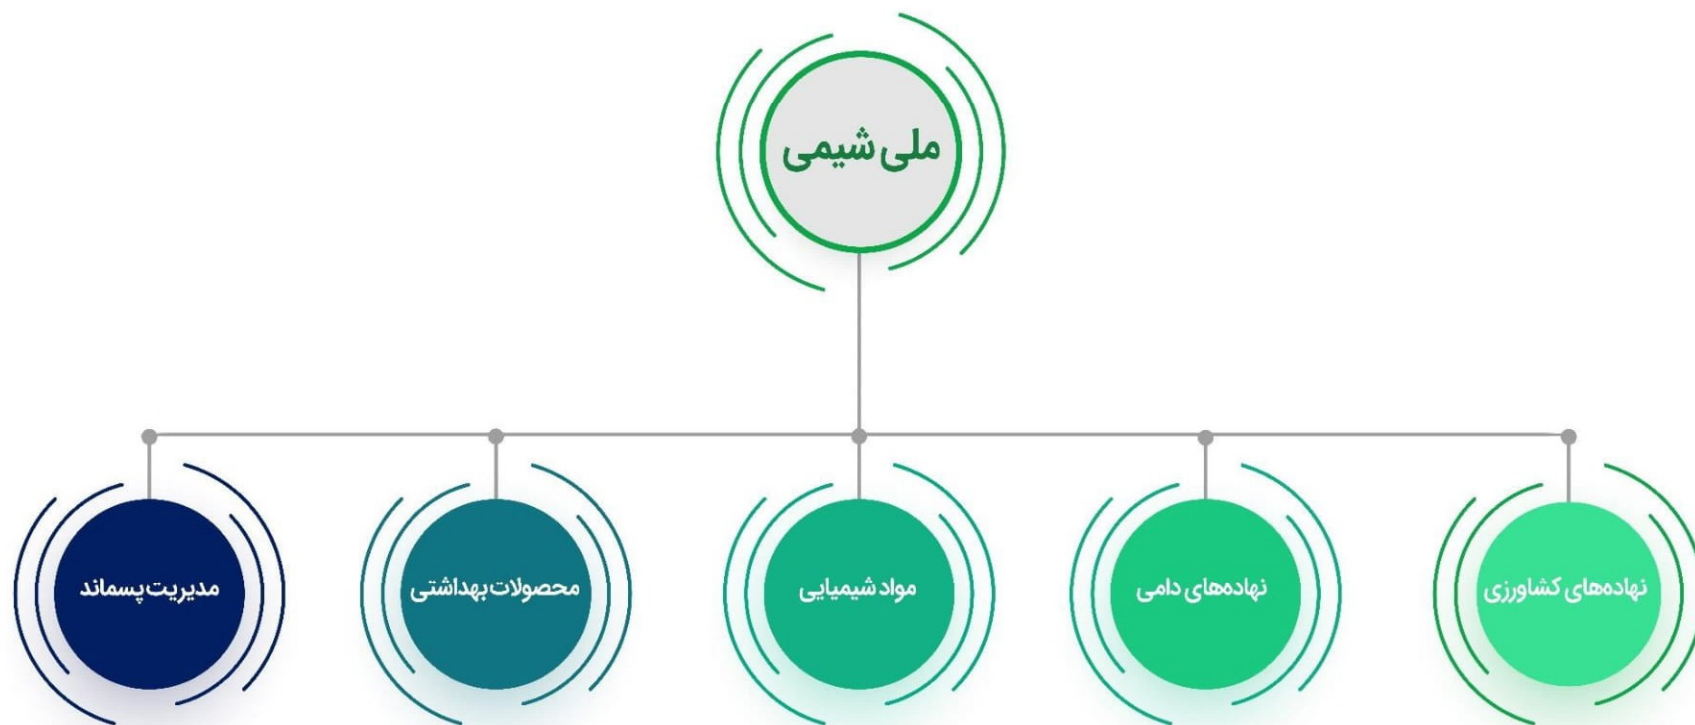 ملی شیمی
نهاده‌های کشاورزی
نهاده‌های دامی
مواد شیمیایی
محصولات بهداشتی
مدیریت پسماند